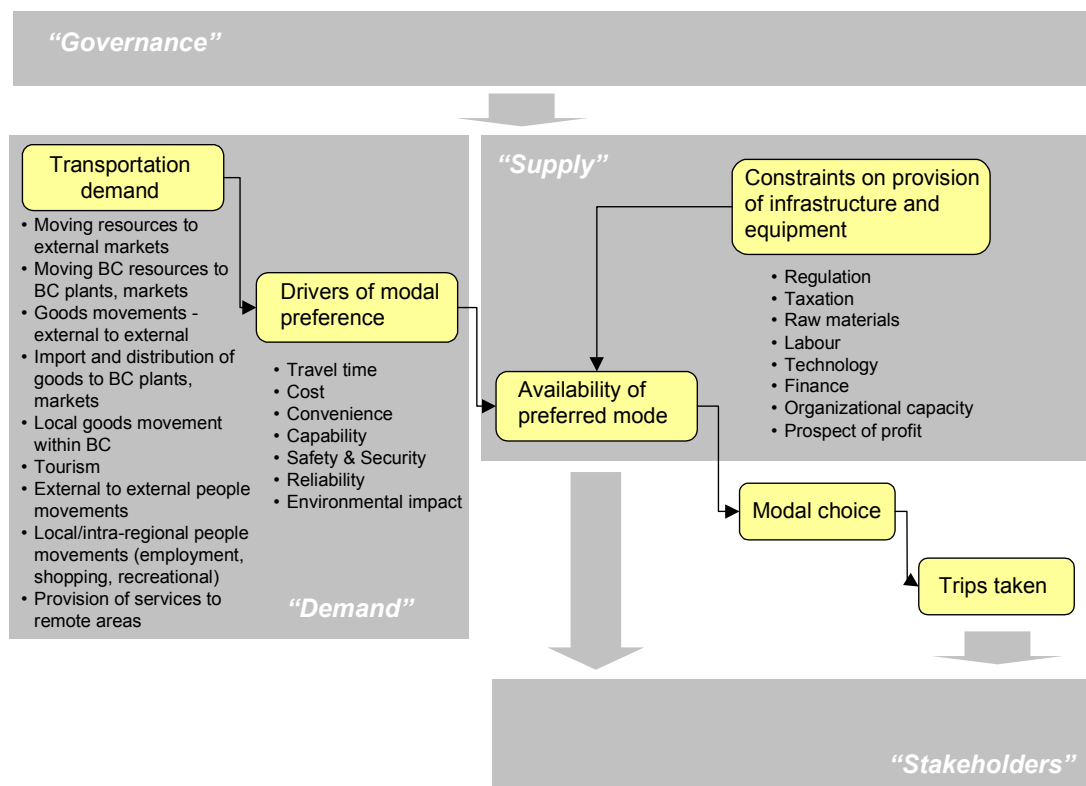 “Governance”
Transportation
demand
• Moving resources to
external markets
• Moving BC resources to
BC plants, markets
• Goods movements -
external to external
• Import and distribution of
goods to BC plants,
markets
• Local goods movement
within BC
• Tourism
• External to external people
movements
• Local/intra-regional people
movements (employment,
shopping, recreational)
• Provision of services to
remote areas
Drivers of modal
preference
• Travel time
• Cost
• Convenience
• Capability
• Safety & Security
• Reliability
• Environmental impact
“Demand”
“Supply”
Constraints on provision
of infrastructure and
equipment
• Regulation
• Taxation
• Raw materials
• Labour
• Technology
• Finance
• Organizational capacity
• Prospect of profit
Availability of
preferred mode
Modal choice
Trips taken
“Stakeholders”